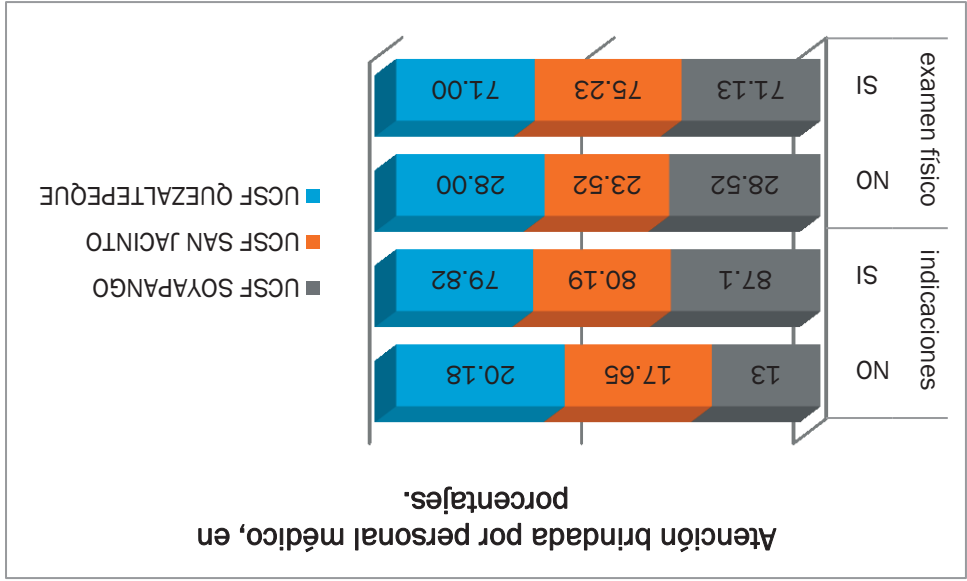 Atención brindada por personal médico, en
porcentajes.
indicaciones
NO
13
17.65
20.18
SI
87.1
80.19
79.82
examen físico
NO
28.52
23.52
28.00
SI
71.13
75.23
71.00
UCSF SOYAPANGO
UCSF SAN JACINTO
UCSF QUEZALTEPEQUE